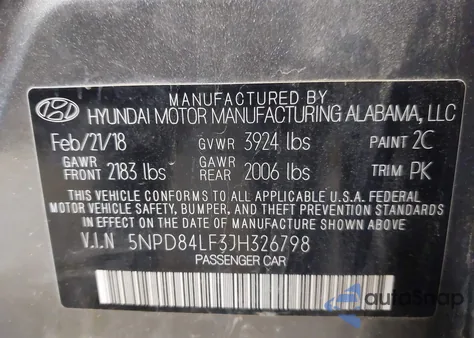 MANUFACTURED BY
HYUNDAI MOTOR MANUFACTURING ALABAMA, LLC
Feb/21/18 GVWR 3924 lbs PAINT 2C
GAWR FRONT 2183 lbs GAWR REAR 2006 lbs TRIM PK
THIS VEHICLE CONFORMS TO ALL APPLICABLE U.S.A. FEDERAL
MOTOR VEHICLE SAFETY, BUMPER, AND THEFT PREVENTION
STANDARDS IN EFFECT ON THE DATE OF MANUFACTURE SHOWN ABOVE
V.I.N 5NPD84LF3JH326798
PASSENGER CAR
autoSnap